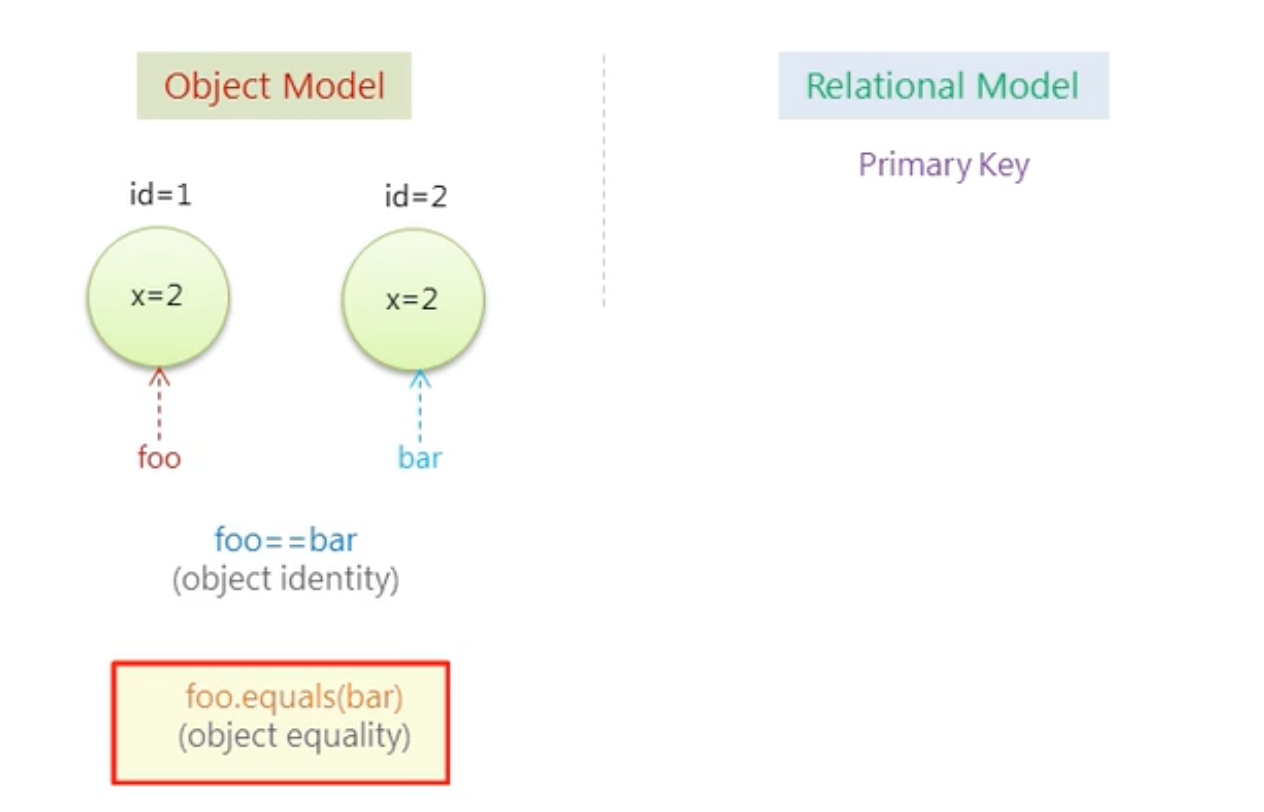 Object Model
Relational Model
Primary Key
id=1
id=2
x=2
x=2
foo
bar
foo==bar
(object identity)
foo.equals(bar)
(object equality)